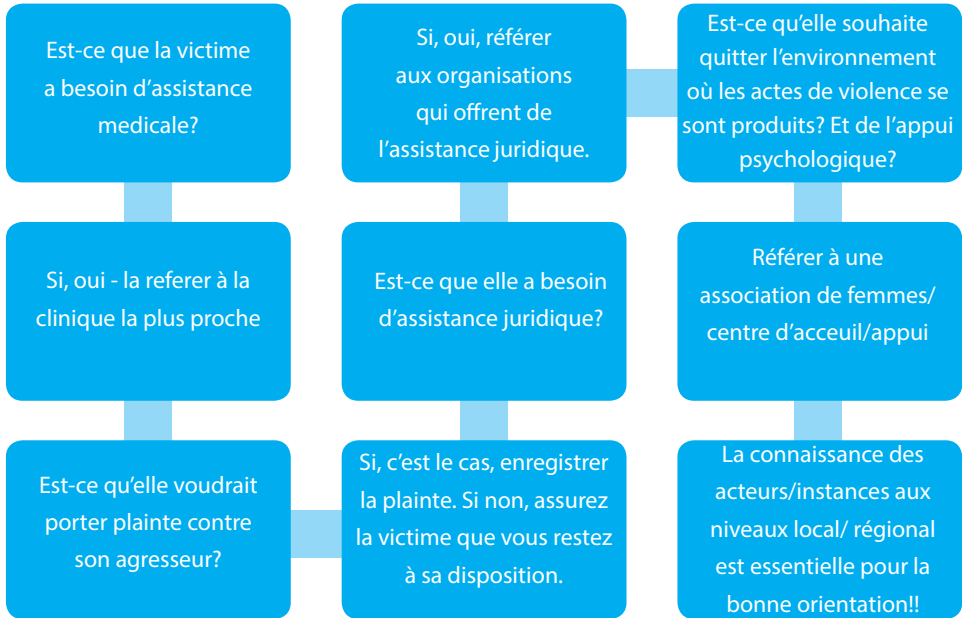 Est-ce que la victime
a besoin d’assistance
medicale?
Si, oui - la referer à la
clinique la plus proche
Est-ce qu’elle voudrait
porter plainte contre
son agresseur?
Si, c’est le cas, enregistrer
la plainte. Si non, assurez
la victime que vous restez
à sa disposition.
Est-ce que elle a besoin
d’assistance juridique?
Si, oui, référer
aux organisations
qui offrent de
l’assistance juridique.
Est-ce qu’elle souhaite
quitter l’environnement
où les actes de violence se
sont produits? Et de l’appui
psychologique?
Référer à une
association de femmes/
centre d’acceuil/appui
La connaissance des
acteurs/instances aux
niveaux local/ régional
est essentielle pour la
bonne orientation!!